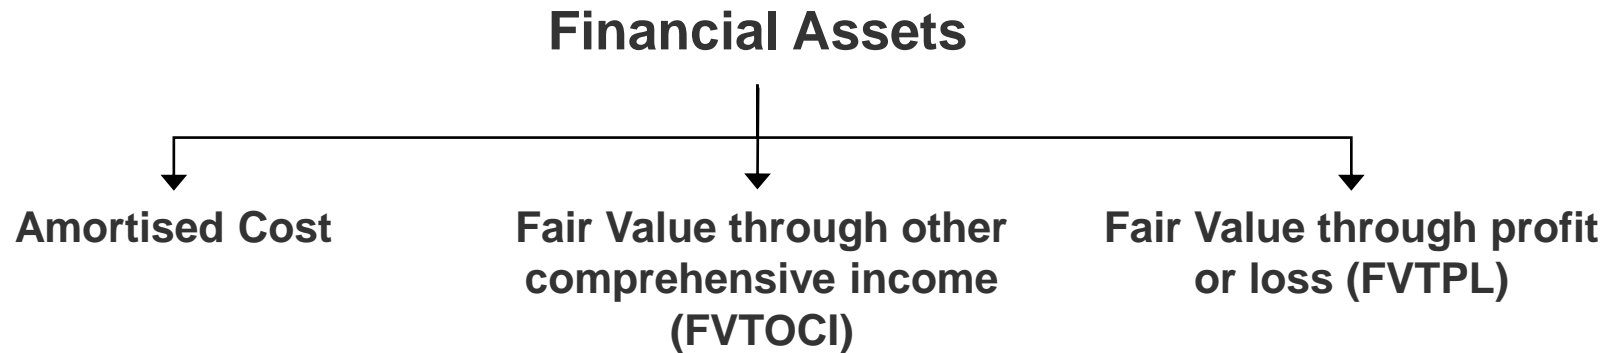 Financial Assets
Amortised Cost
Fair Value through other
comprehensive income
(FVTOCI)
Fair Value through profit
or loss (FVTPL)